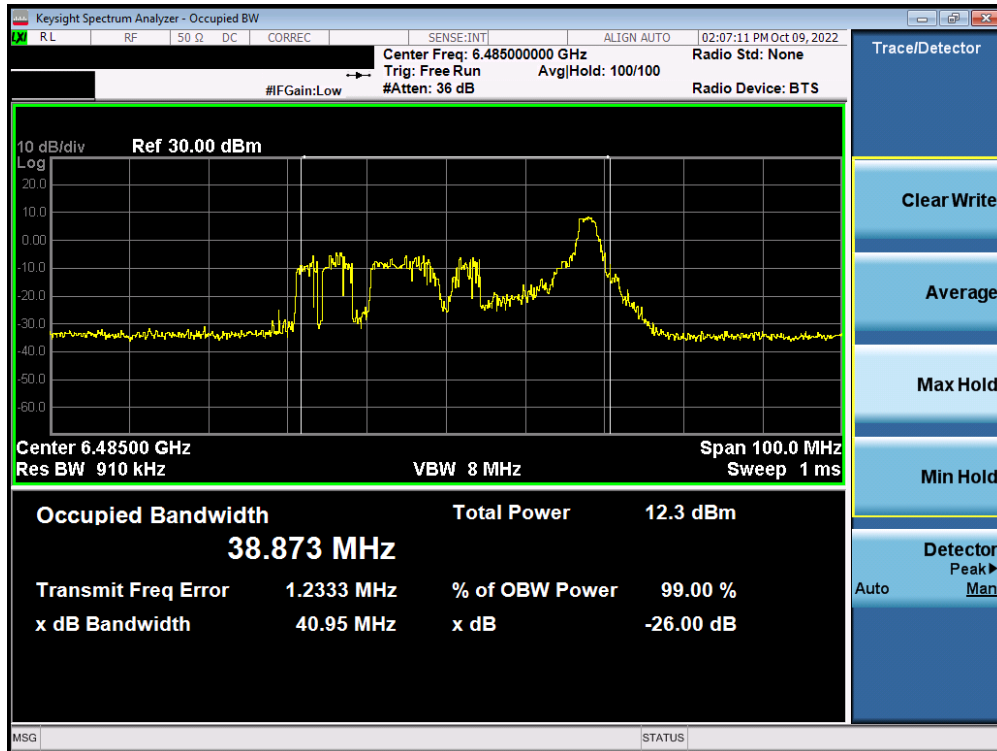 Keysight Spectrum Analyzer - Occupied BW
LXI RL RF 50 Ω DC CORREC SENSE:INT ALIGN AUTO 02:07:11 PM Oct 09, 2022
Center Freq: 6.485000000 GHz Radio Std: None
Trig: Free Run Avg|Hold: 100/100
#IFGain:Low #Atten: 36 dB Radio Device: BTS
10 dB/div Ref 30.00 dBm
Log
20.0
10.0
0.00
-10.0
-20.0
-30.0
-40.0
-50.0
-60.0
Center 6.48500 GHz Span 100.0 MHz
Res BW 910 kHz VBW 8 MHz Sweep 1 ms
Occupied Bandwidth Total Power 12.3 dBm
38.873 MHz
Transmit Freq Error 1.2333 MHz % of OBW Power 99.00 %
x dB Bandwidth 40.95 MHz x dB -26.00 dB
MSG STATUS
Trace/Detector
Clear Write
Average
Max Hold
Min Hold
Detector
Peak▶
Auto Man